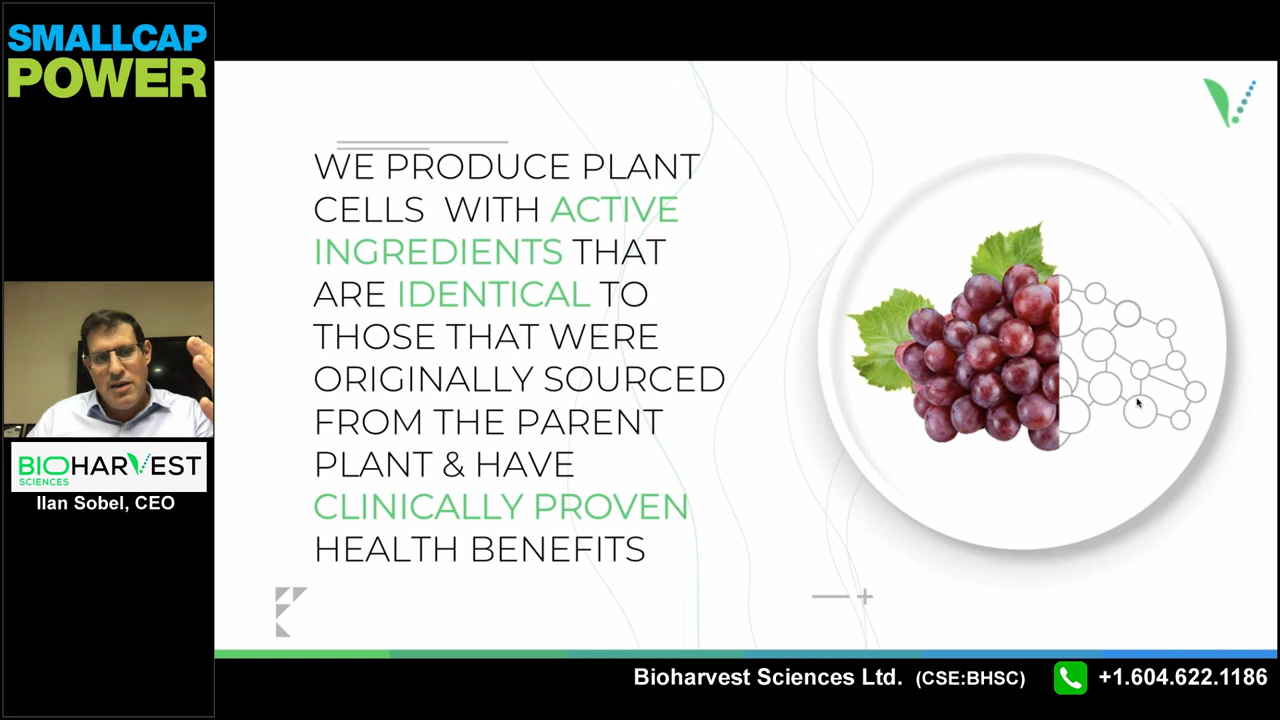 SMALLCAP
POWER
WE PRODUCE PLANT
CELLS WITH ACTIVE
INGREDIENTS THAT
ARE IDENTICAL TO
THOSE THAT WERE
ORIGINALLY SOURCED
FROM THE PARENT
PLANT & HAVE
CLINICALLY PROVEN
HEALTH BENEFITS
BIOHARVEST
SCIENCES
Ilan Sobel, CEO
Bioharvest Sciences Ltd. (CSE:BHSC) +1.604.622.1186